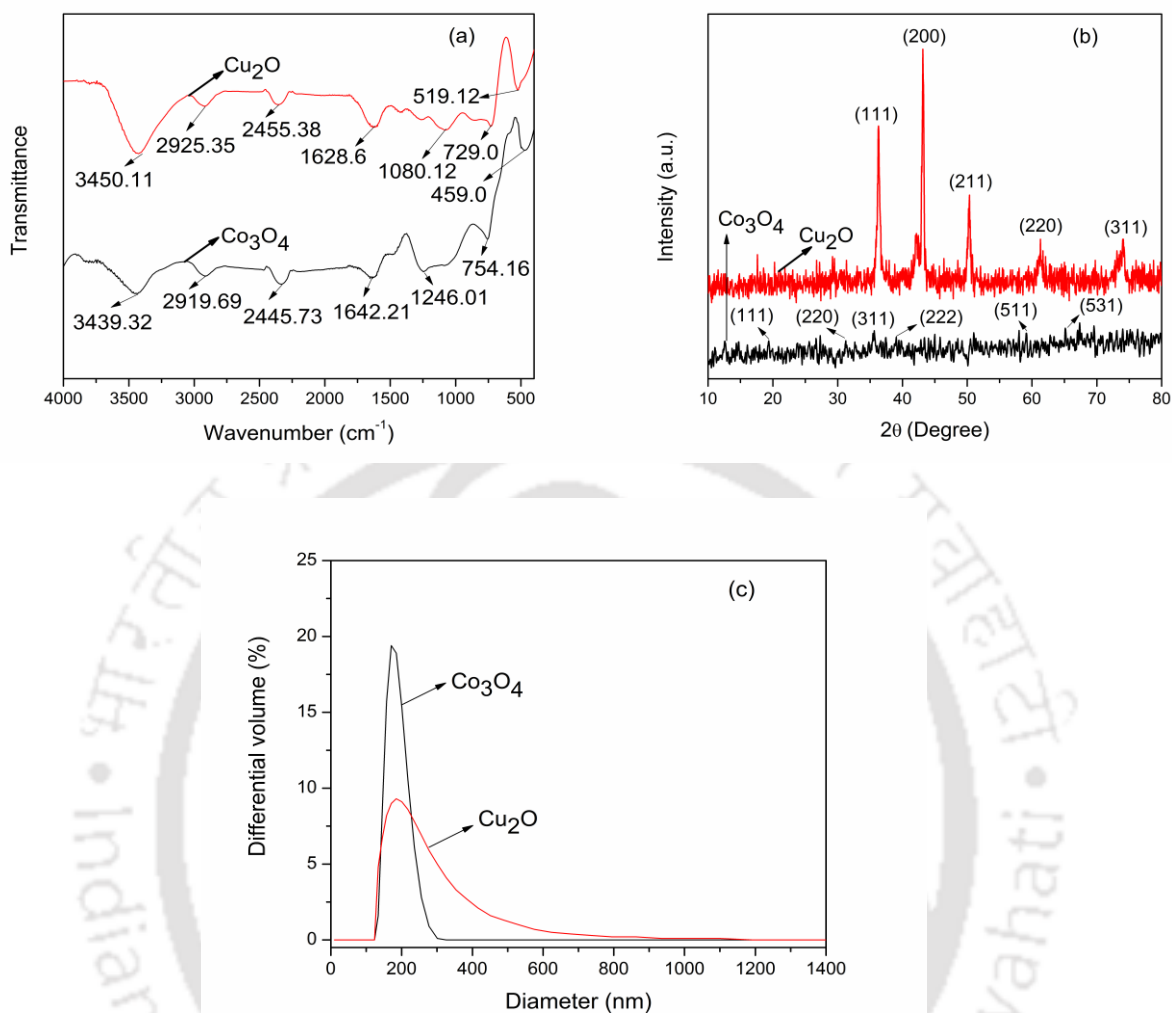 (a)
Cu2O
519.12
2925.35
2455.38
1628.6
1080.12
729.0
459.0
3450.11
Co3O4
754.16
3439.32
2919.69
2445.73
1642.21
1246.01
Transmittance
4000 3500 3000 2500 2000 1500 1000 500
Wavenumber (cm-1)
(b)
(200)
(111)
(211)
(220)
(311)
Co3O4
Cu2O
(111)
(220)
(311)
(222)
(511)
(531)
Intensity (a.u.)
10 20 30 40 50 60 70 80
2θ (Degree)
(c)
25
20
15
10
5
0
Co3O4
Cu2O
Differential volume (%)
0 200 400 600 800 1000 1200 1400
Diameter (nm)
Indian